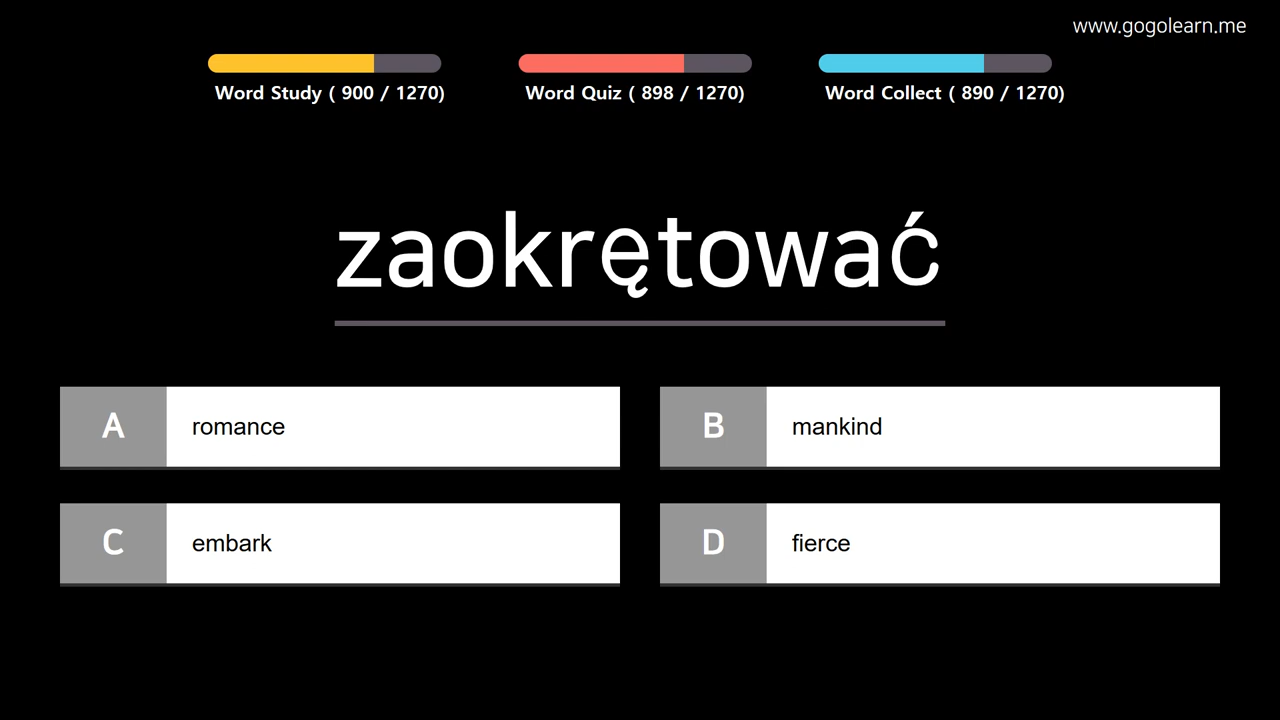 www.gogolearn.me
Word Study ( 900 / 1270)
Word Quiz ( 898 / 1270)
Word Collect ( 890 / 1270)
zaokrętować
A romance
B mankind
C embark
D fierce